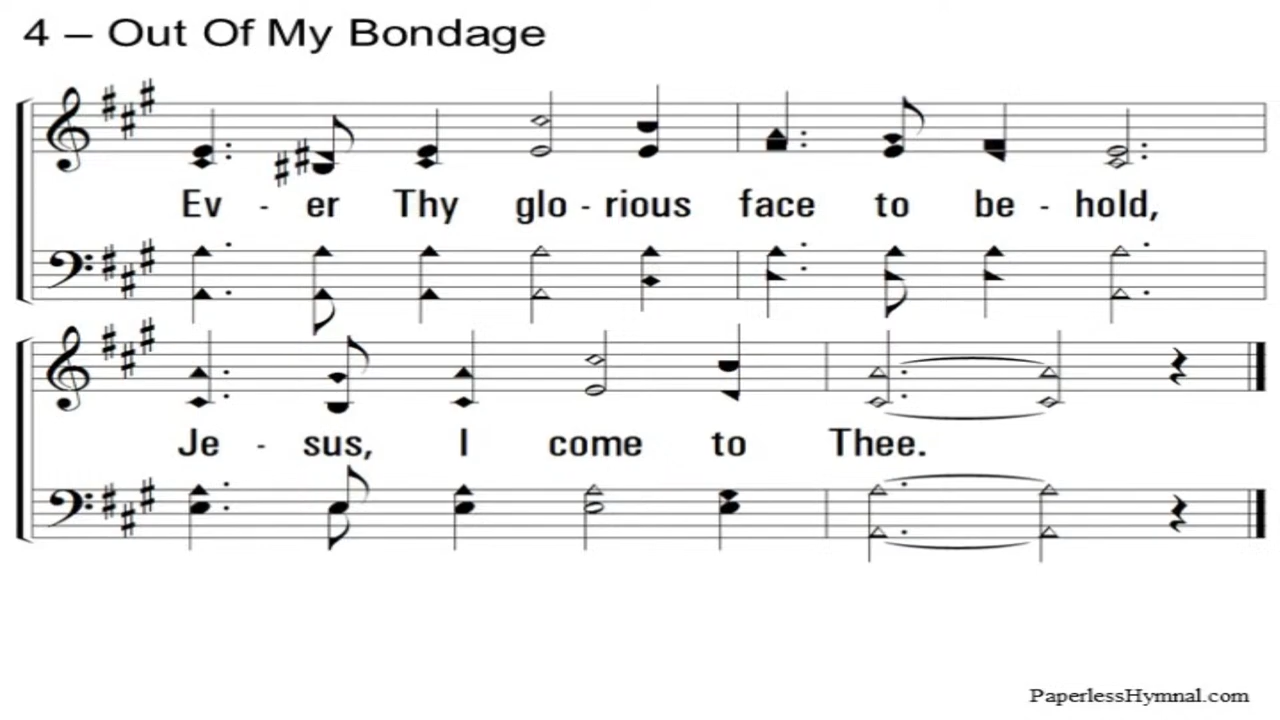 4 – Out Of My Bondage
Ev - er Thy glo - rious face to be - hold,
Je - sus, I come to Thee.
PaperlessHymnal.com